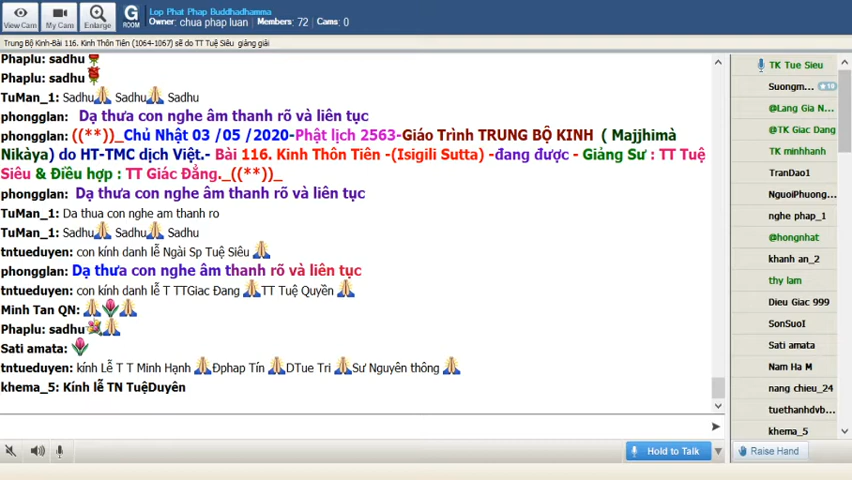 View Cam
My Cam
Enlarge
G
ROOM
Lop Phat Phap Buddhadhamma
Owner: chua phap luan Members: 72 Cams: 0
Trung Bộ Kinh-Bài 116. Kinh Thôn Tiên (1064-1067) sẽ do TT Tuệ Siêu giảng giải
Phaplu: sadhu
Phaplu: sadhu
TuMan_1: Sadhu Sadhu Sadhu
phongglan: Dạ thưa con nghe âm thanh rõ và liên tục
phongglan: ((**))_Chủ Nhật 03 /05 /2020-Phật lịch 2563-Giáo Trình TRUNG BỘ KINH ( Majjhimà
Nikàya) do HT-TMC dịch Việt.- Bài 116. Kinh Thôn Tiên -(Isigili Sutta) -đang được - Giảng Sư : TT Tuệ
Siêu & Điều hợp : TT Giác Đẳng._((**))_
phongglan: Dạ thưa con nghe âm thanh rõ và liên tục
TuMan_1: Da thua con nghe am thanh ro
TuMan_1: Sadhu Sadhu Sadhu
tntueduyen: con kính danh lễ Ngài Sp Tuệ Siêu
phongglan: Dạ thưa con nghe âm thanh rõ và liên tục
tntueduyen: con kính danh lễ T TTGiac Đang TT Tuệ Quyền
Minh Tan QN:
Phaplu: sadhu
Sati amata:
tntueduyen: kính Lễ T T Minh Hạnh Đphap Tín DTue Tri Sư Nguyên thông
khema_5: Kính lễ TN TuệDuyên
Hold to Talk
TK Tue Sieu
Suongm... 10
@Lang Gia N...
@TK Giac Dang
TK minhhanh
TranDao1
NguoiPhuong...
nghe phap_1
@hongnhat
khanh an_2
thy lam
Dieu Giac 999
SonSuoI
Sati amata
Nam Ha M
nang chieu_24
tuethanhdvb...
khema_5
Raise Hand